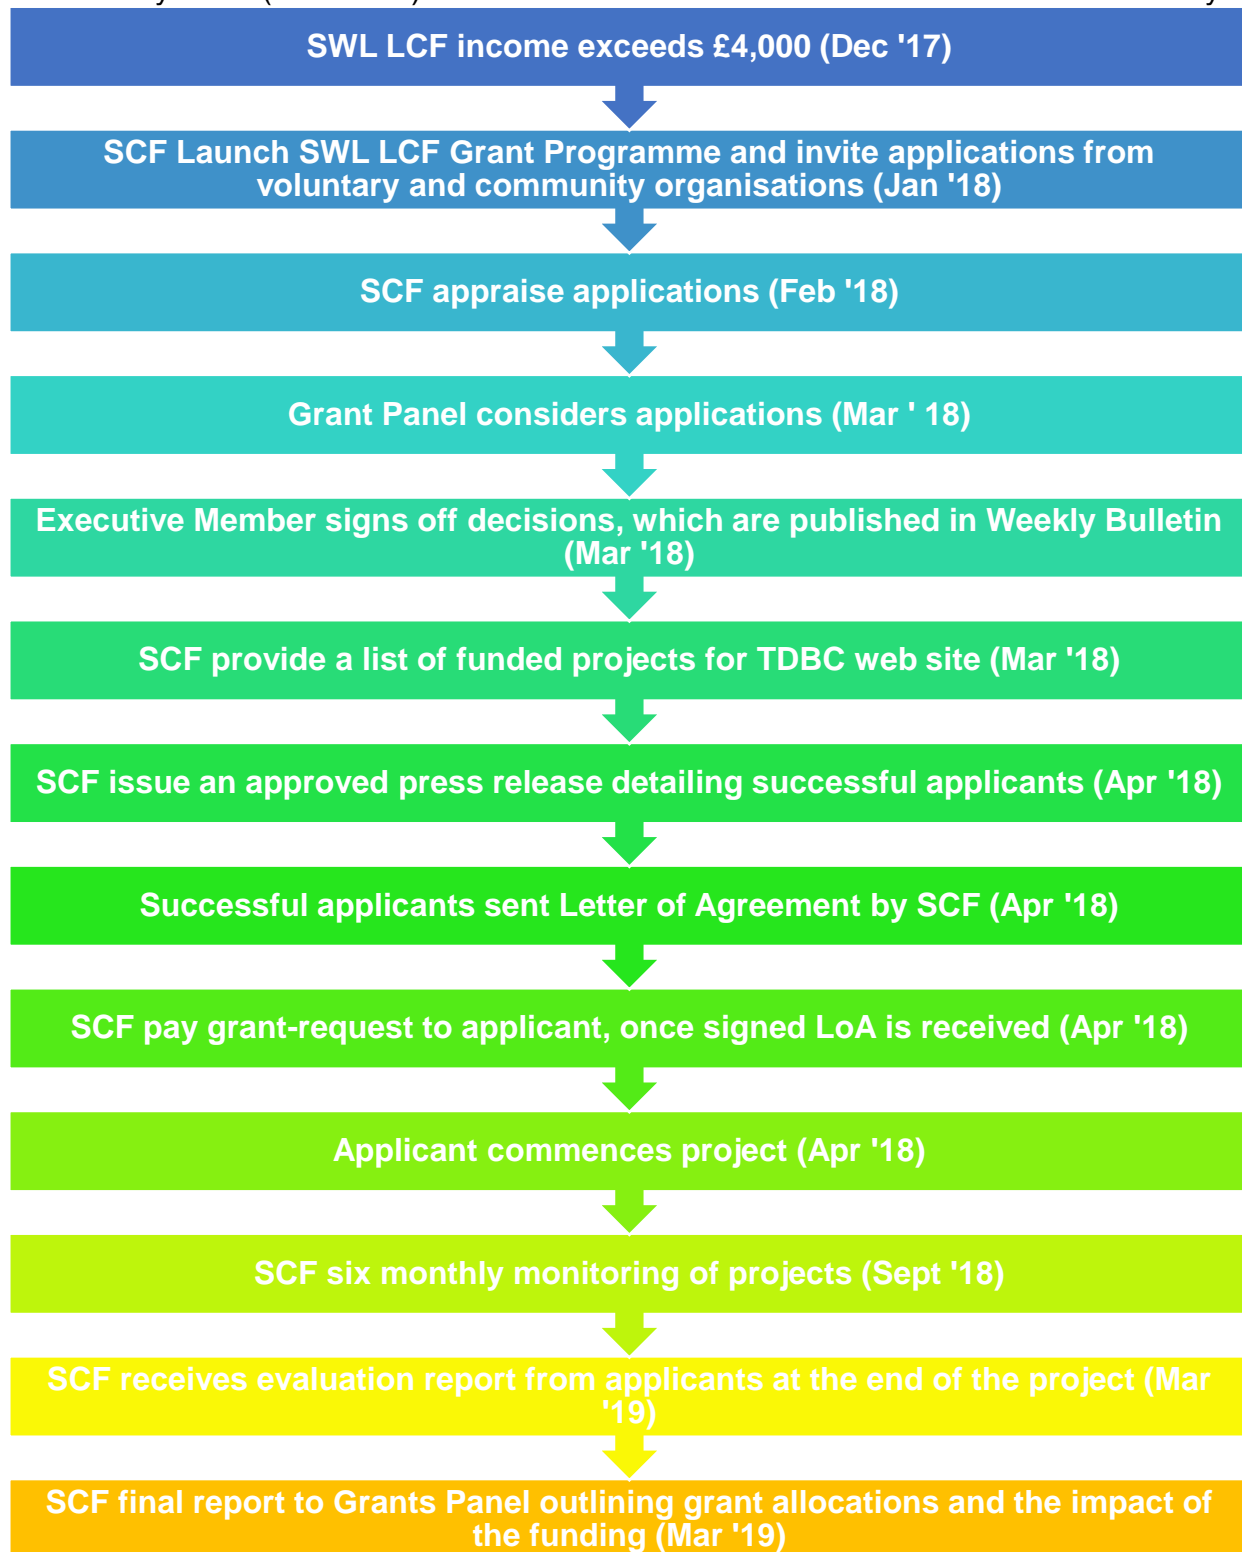 SWL LCF income exceeds £4,000 (Dec '17)
SCF Launch SWL LCF Grant Programme and invite applications from
voluntary and community organisations (Jan '18)
SCF appraise applications (Feb '18)
Grant Panel considers applications (Mar ' 18)
Executive Member signs off decisions, which are published in Weekly Bulletin
(Mar '18)
SCF provide a list of funded projects for TDBC web site (Mar '18)
SCF issue an approved press release detailing successful applicants (Apr '18)
Successful applicants sent Letter of Agreement by SCF (Apr '18)
SCF pay grant-request to applicant, once signed LoA is received (Apr '18)
Applicant commences project (Apr '18)
SCF six monthly monitoring of projects (Sept '18)
SCF receives evaluation report from applicants at the end of the project (Mar
'19)
SCF final report to Grants Panel outlining grant allocations and the impact of
the funding (Mar '19)